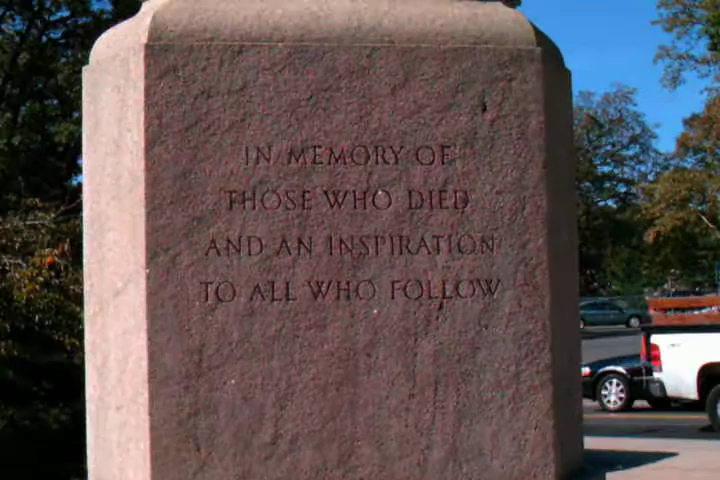 IN MEMORY OF
THOSE WHO DIED
AND AN INSPIRATION
TO ALL WHO FOLLOW